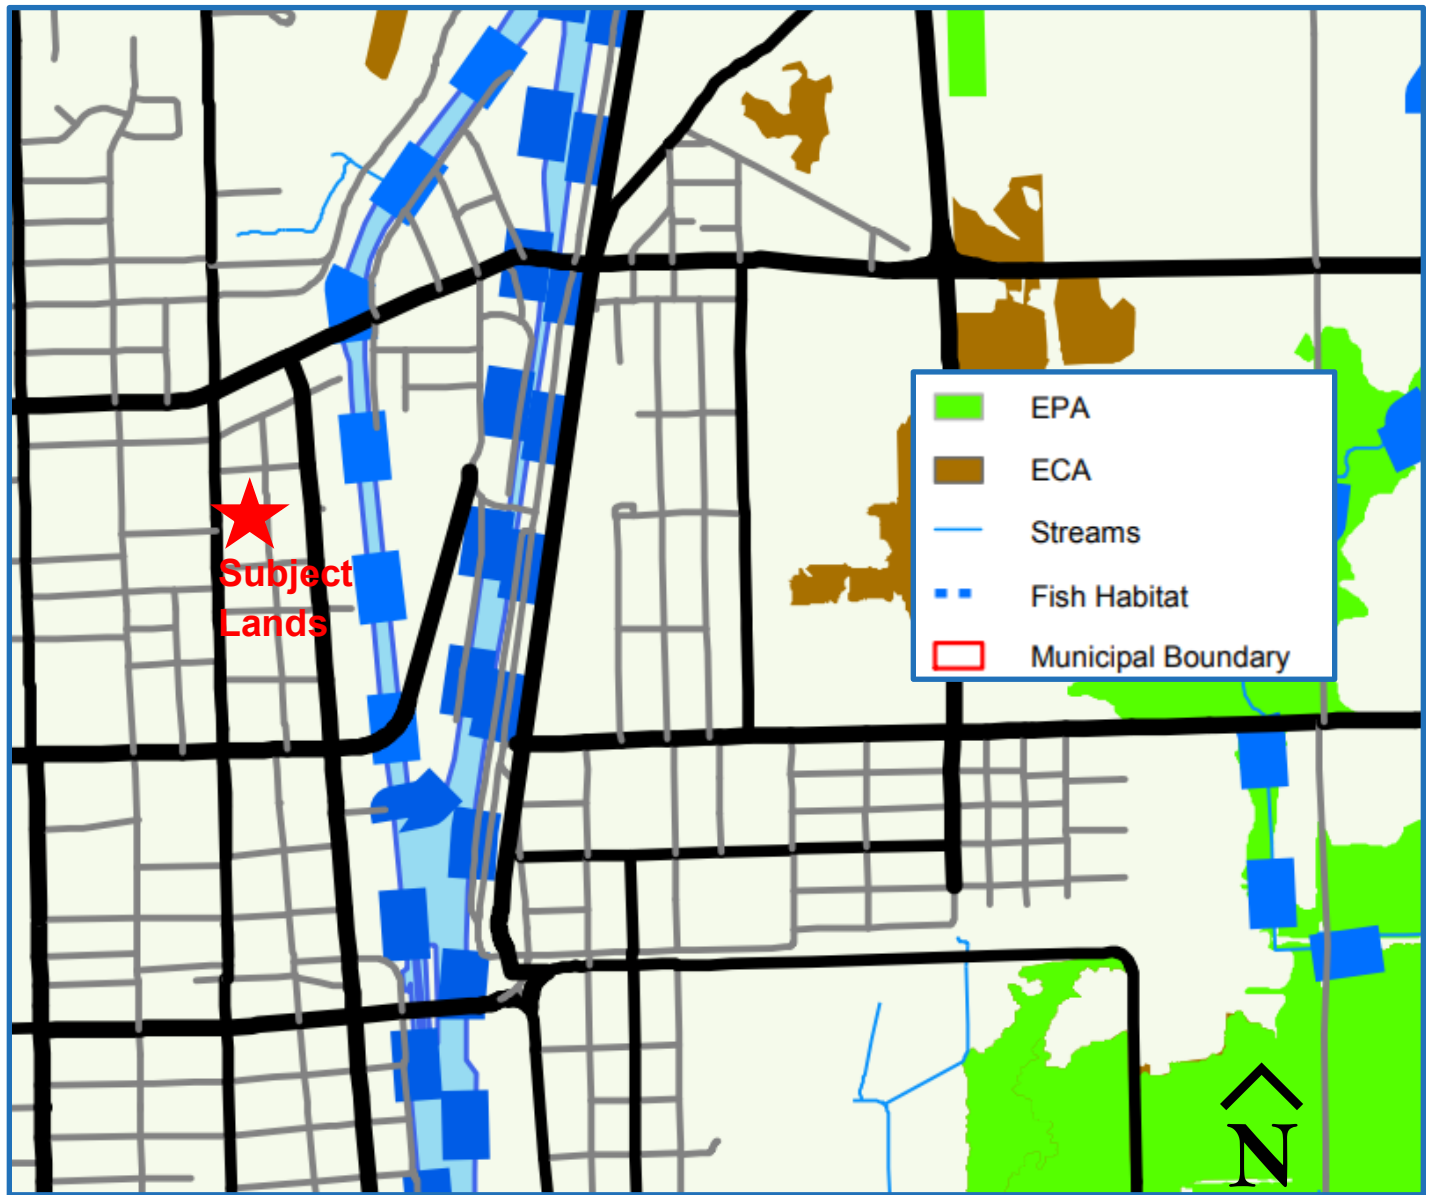 EPA
ECA
Streams
Fish Habitat
Municipal Boundary
Subject
Lands
N